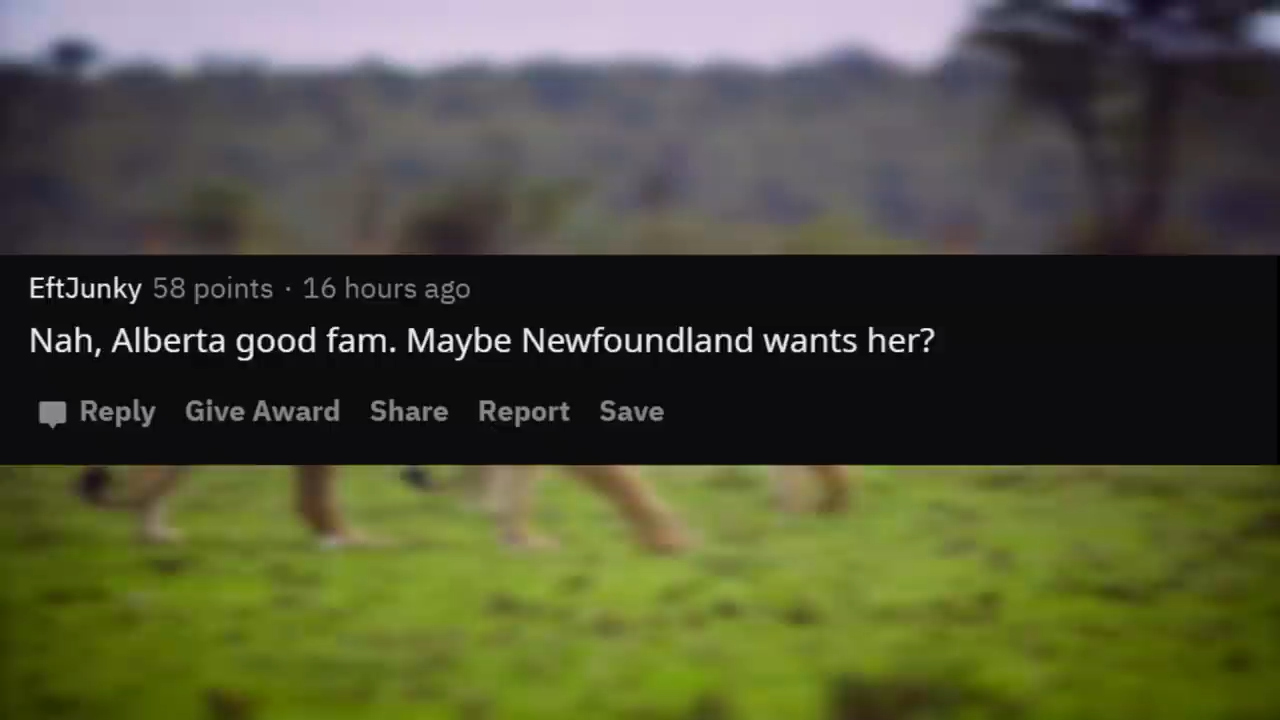 EftJunky 58 points · 16 hours ago
Nah, Alberta good fam. Maybe Newfoundland wants her?
Reply Give Award Share Report Save